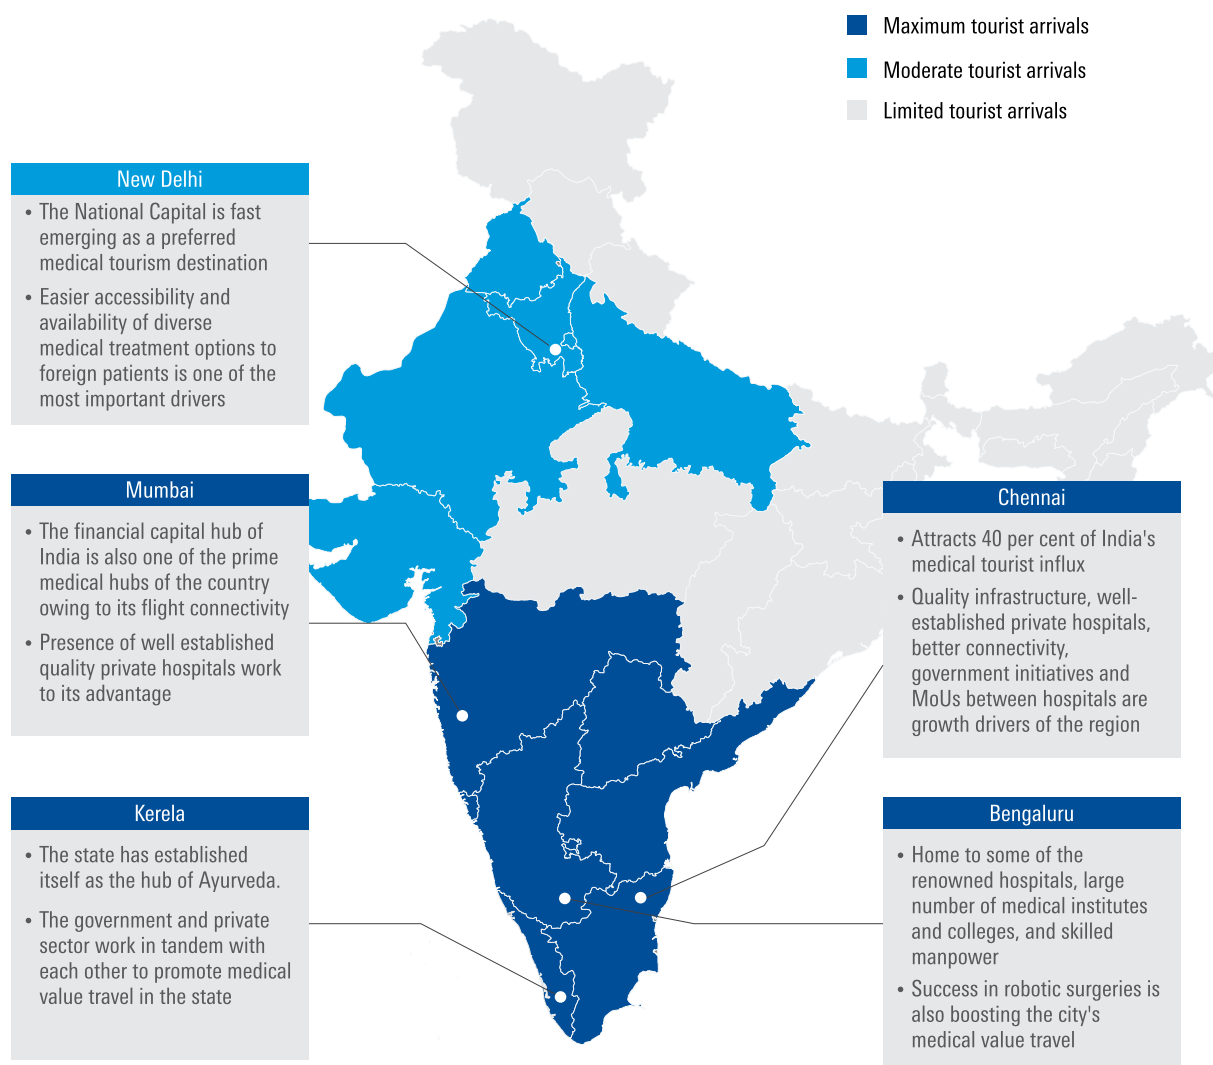 Maximum tourist arrivals
Moderate tourist arrivals
Limited tourist arrivals
New Delhi
• The National Capital is fast
emerging as a preferred
medical tourism destination
• Easier accessibility and
availability of diverse
medical treatment options to
foreign patients is one of the
most important drivers
Mumbai
• The financial capital hub of
India is also one of the prime
medical hubs of the country
owing to its flight connectivity
• Presence of well established
quality private hospitals work
to its advantage
Kerela
• The state has established
itself as the hub of Ayurveda.
• The government and private
sector work in tandem with
each other to promote medical
value travel in the state
Chennai
• Attracts 40 per cent of India's
medical tourist influx
• Quality infrastructure, well-
established private hospitals,
better connectivity,
government initiatives and
MoUs between hospitals are
growth drivers of the region
Bengaluru
• Home to some of the
renowned hospitals, large
number of medical institutes
and colleges, and skilled
manpower
• Success in robotic surgeries is
also boosting the city's
medical value travel